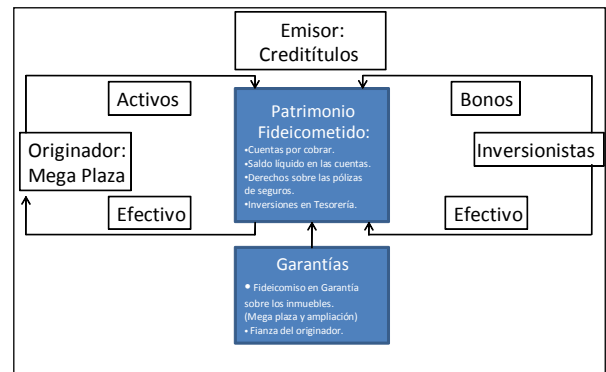 Emisor:
Creditítulos
Activos
Bonos
Patrimonio
Fideicometido:
•Cuentas por cobrar.
•Saldo líquido en las cuentas.
•Derechos sobre las pólizas
de seguros.
•Inversiones en Tesorería.
Originador:
Mega Plaza
Inversionistas
Efectivo
Efectivo
Garantías
• Fideicomiso en Garantía
sobre los inmuebles.
(Mega plaza y ampliación)
• Fianza del originador.